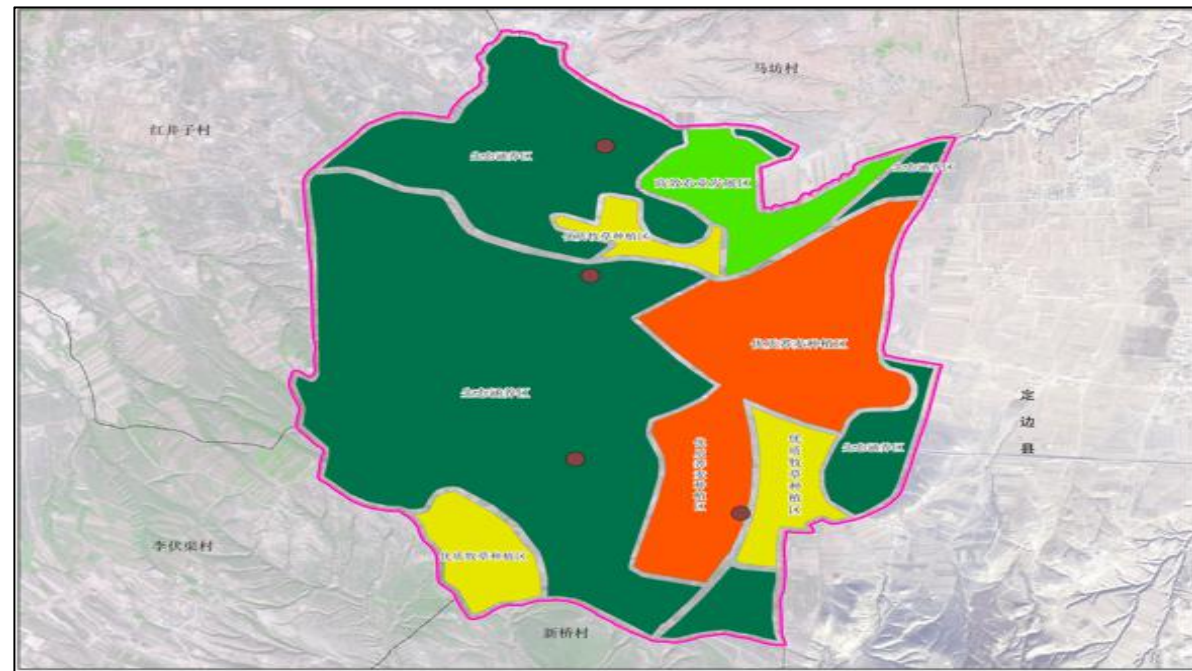 马坊村
红井子村
生态涵养区
生态涵养区
高效农业发展区
优质牧草种植区
优质荞麦种植区
生态涵养区
定边县
优质荞麦种植区
优质牧草种植区
生态涵养区
李伏渠村
优质牧草种植区
新桥村